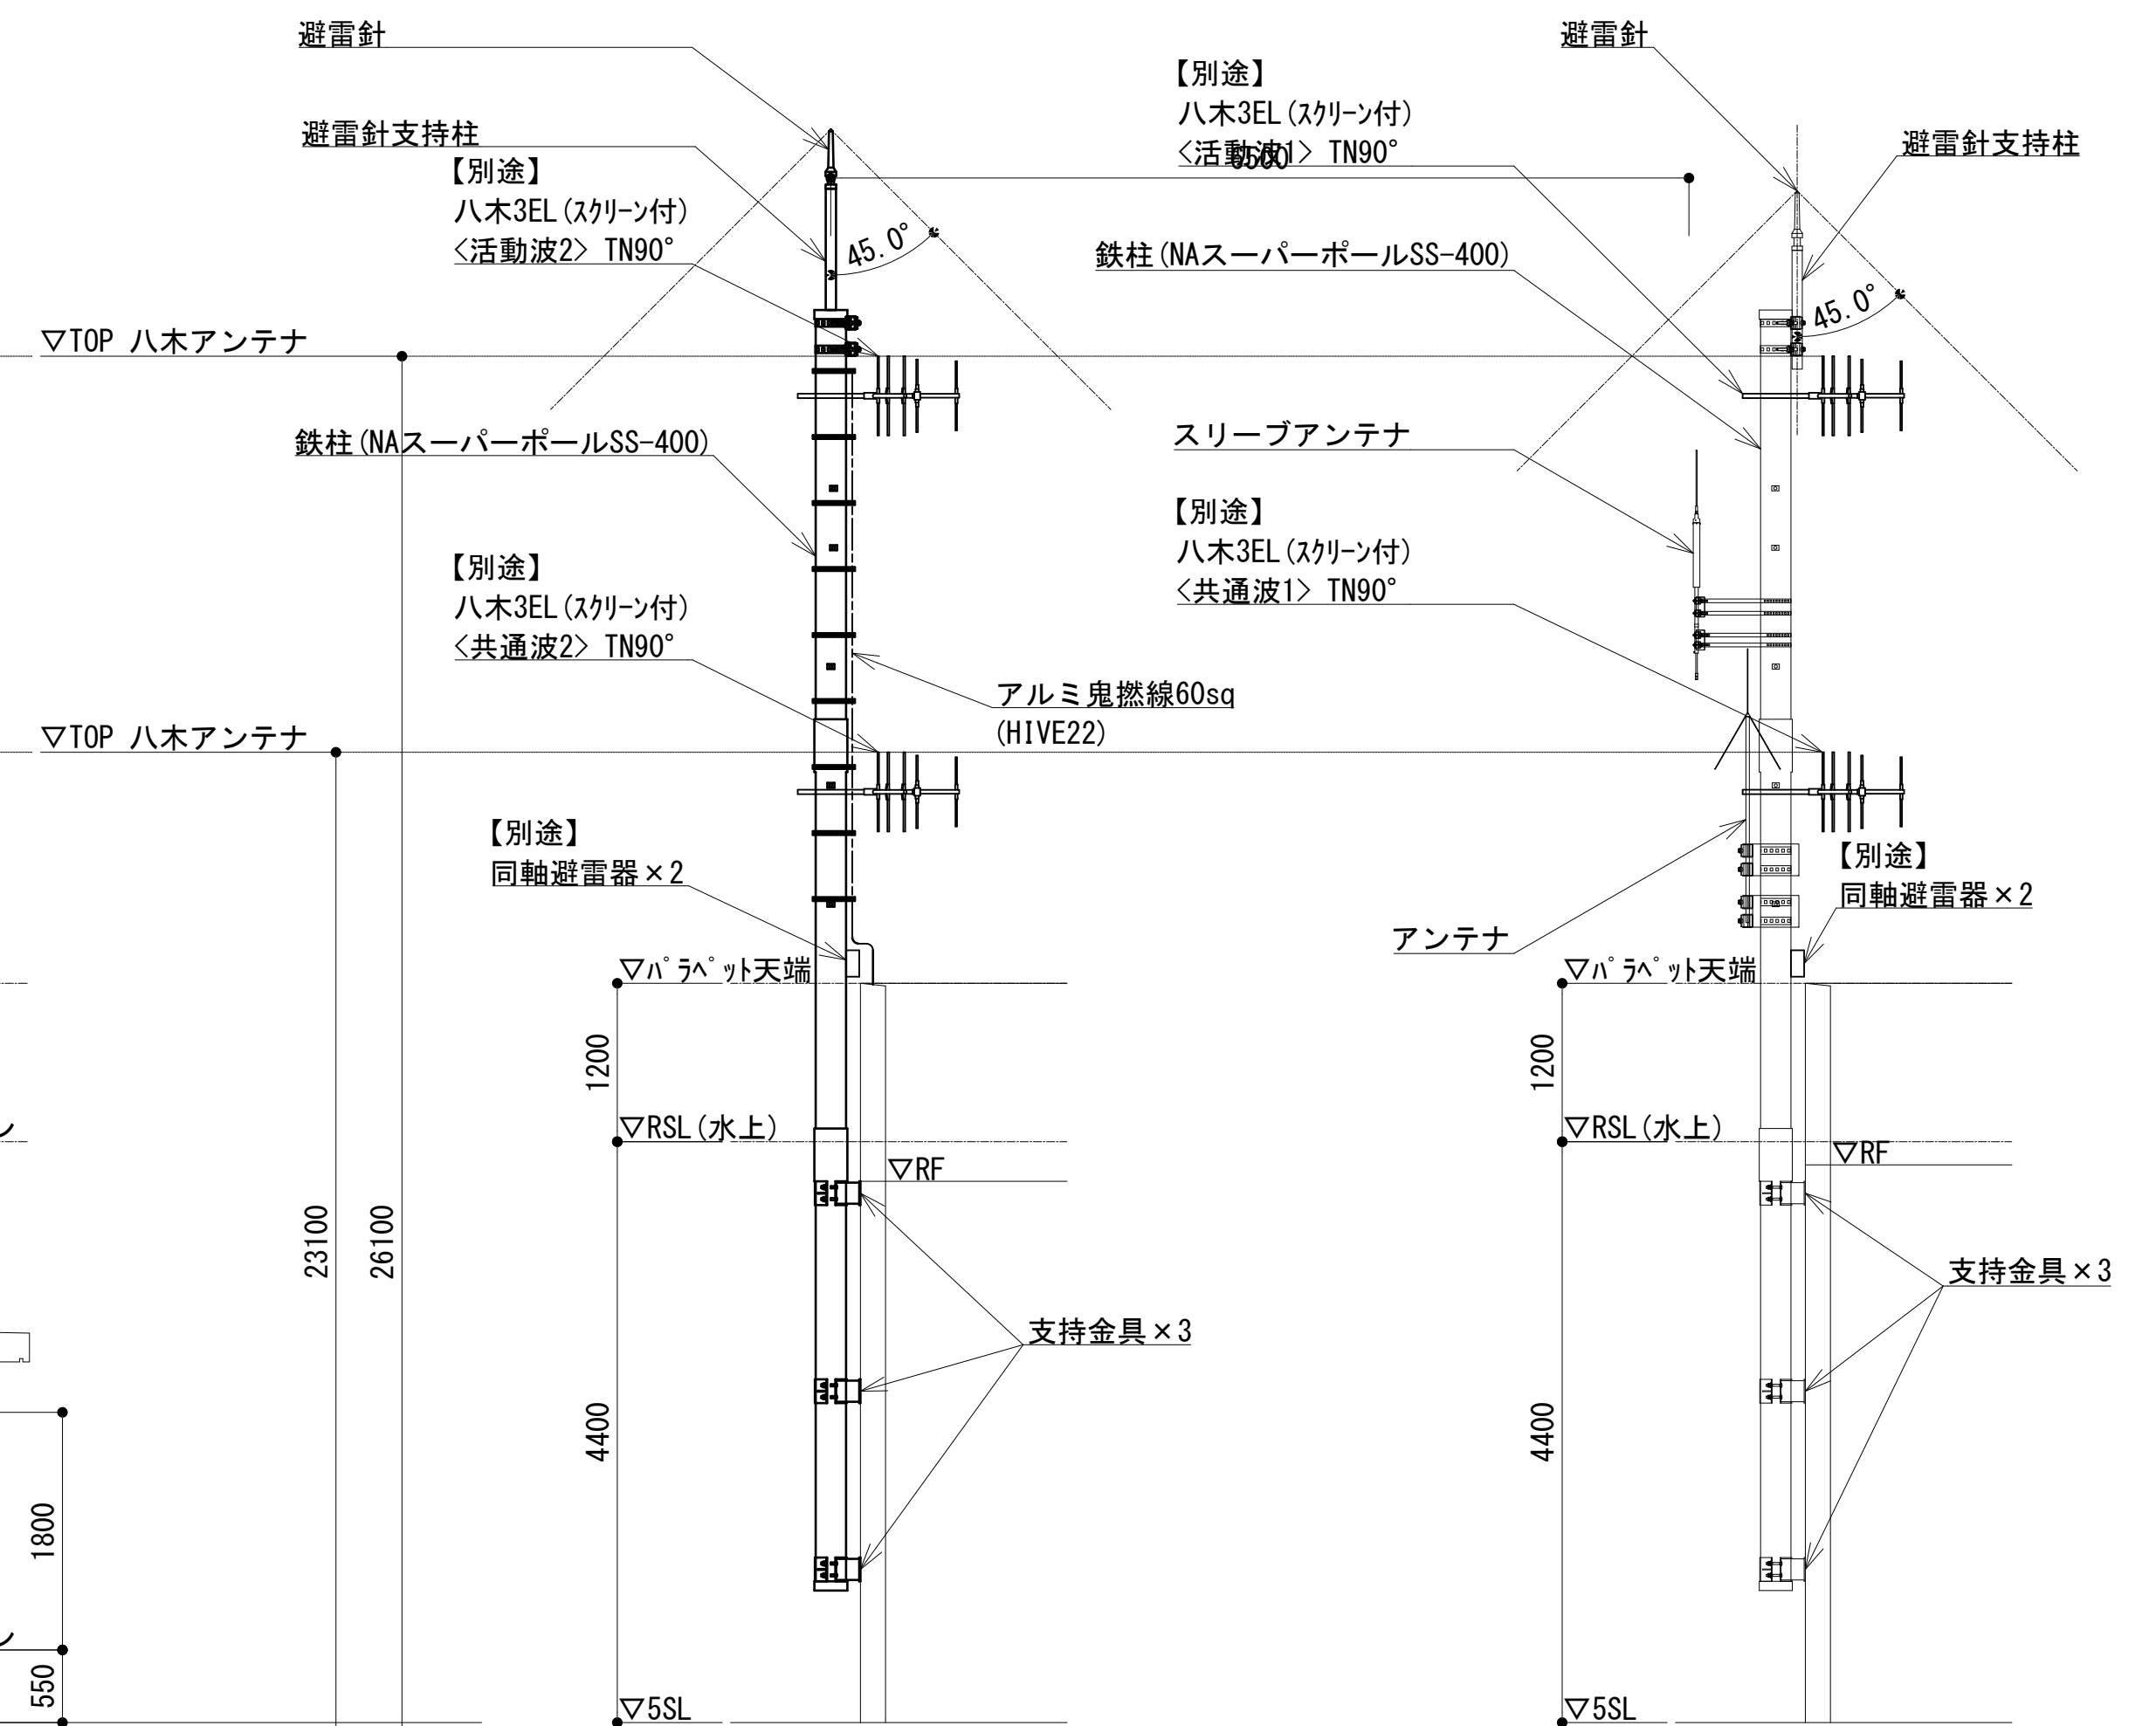 避雷針
避雷針支持柱
【別途】
八木3EL(ｽｸﾘｰﾝ付)
<活動波2> TN90°
45.0°
▽TOP 八木アンテナ
鉄柱(NAスーパーポールSS-400)
【別途】
八木3EL(ｽｸﾘｰﾝ付)
<共通波2> TN90°
アルミ鬼撚線60sq
(HIVE22)
▽TOP 八木アンテナ
【別途】
同軸避雷器×2
▽ﾊﾟﾗﾍﾟｯﾄ天端
1200
▽RSL(水上)
▽RF
23100
26100
支持金具×3
4400
1800
550
▽5SL
避雷針
【別途】
八木3EL(ｽｸﾘｰﾝ付)
<活動波1> TN90°
6500
避雷針支持柱
鉄柱(NAスーパーポールSS-400)
45.0°
スリーブアンテナ
【別途】
八木3EL(ｽｸﾘｰﾝ付)
<共通波1> TN90°
【別途】
同軸避雷器×2
アンテナ
▽ﾊﾟﾗﾍﾟｯﾄ天端
1200
▽RSL(水上)
▽RF
支持金具×3
4400
▽5SL